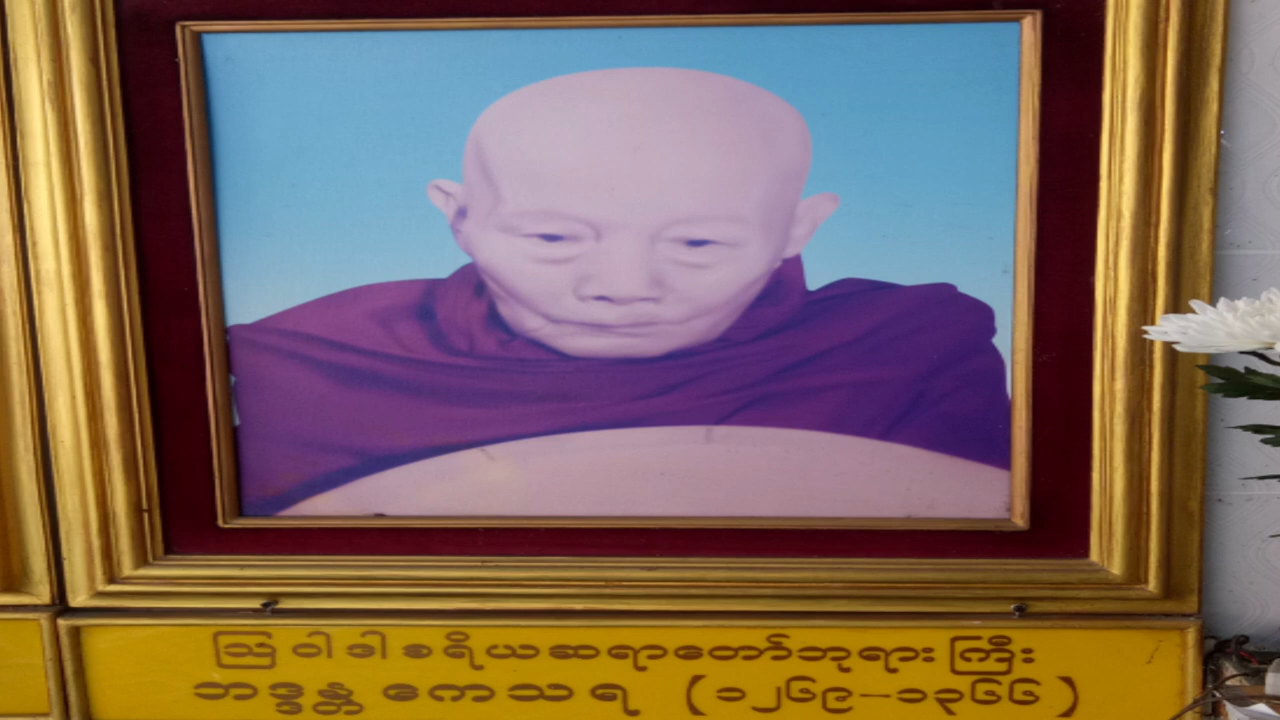 ဩဝါဒါစရိယဆရာတော်ဘုရားကြီး
ဘဒ္ဒန္တ ကေသရ (၁၂၆၉-၁၃၆၆)